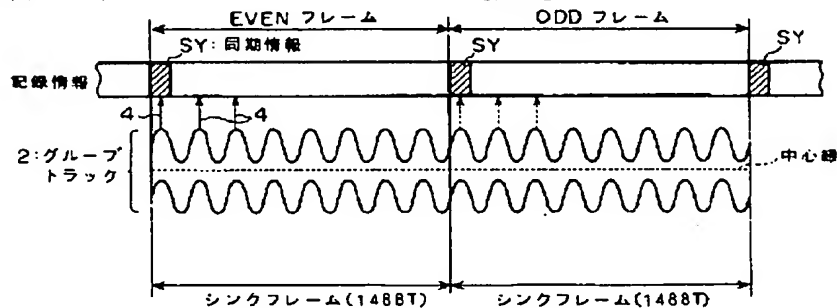 EVEN フレーム
ODD フレーム
SY: 同期情報
SY
SY
記録情報
4
4
2:グルーブ
トラック
中心線
シンクフレーム(1488T)
シンクフレーム(1488T)